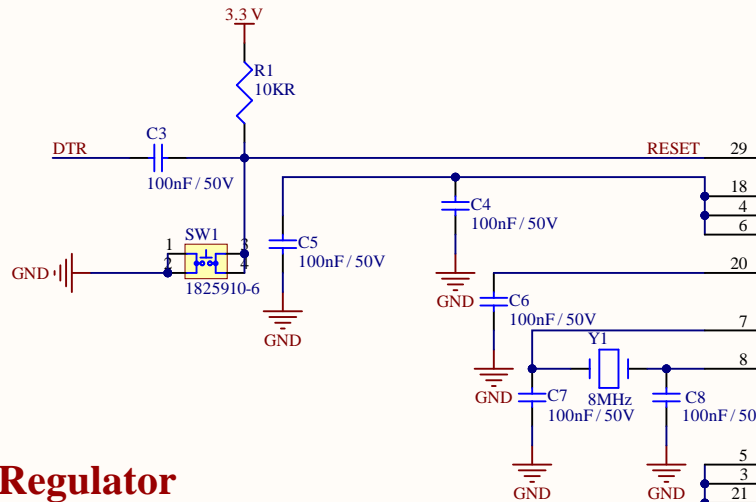 3.3 V
R1
10KR
C3
DTR
RESET
29
100nF / 50V
18
C4
4
100nF / 50V
6
SW1
1
3
C5
2
4
100nF / 50V
GND
20
1825910-6
GND
C6
100nF / 50V
GND
7
Y1
8
GND
C7
8MHz
C8
100nF / 50V
100nF / 50
5
Regulator
3
GND
GND
21